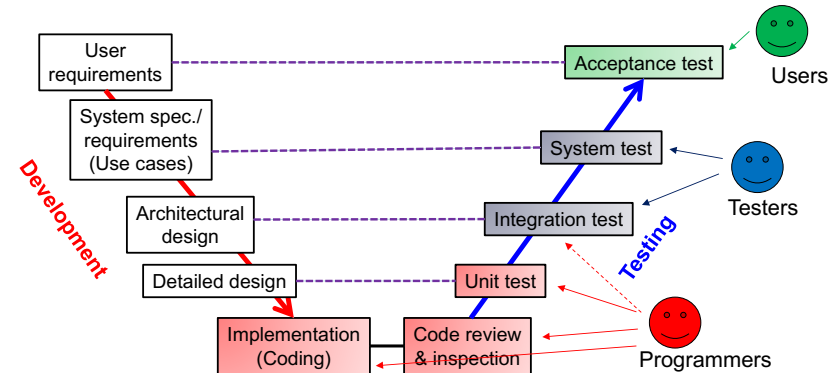 User
requirements
Acceptance test
Users
System spec./
requirements
(Use cases)
System test
Testers
Development
Architectural
design
Integration test
Testing
Detailed design
Unit test
Implementation
(Coding)
Code review
& inspection
Programmers